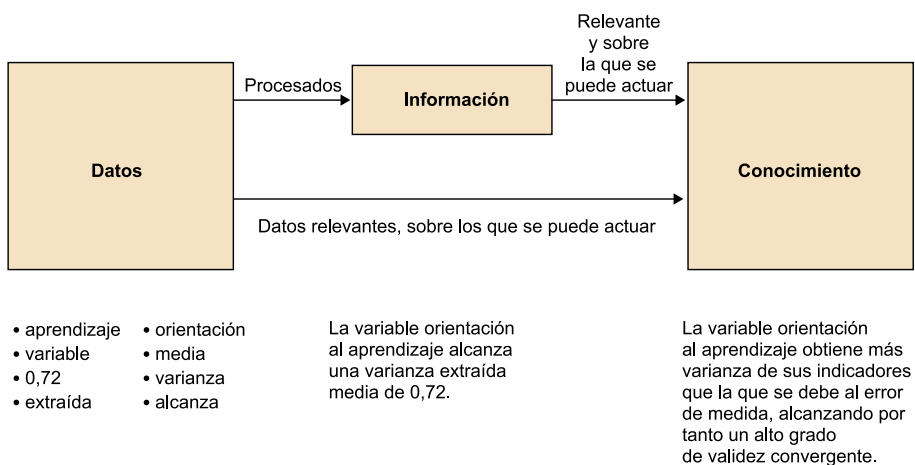 Relevante
y sobre
la que se
puede actuar
Procesados
Información
Datos
Conocimiento
Datos relevantes, sobre los que se puede actuar
• aprendizaje
• variable
• 0,72
• extraída
• orientación
• media
• varianza
• alcanza
La variable orientación
al aprendizaje alcanza
una varianza extraída
media de 0,72.
La variable orientación
al aprendizaje obtiene más
varianza de sus indicadores
que la que se debe al error
de medida, alcanzando por
tanto un alto grado
de validez convergente.